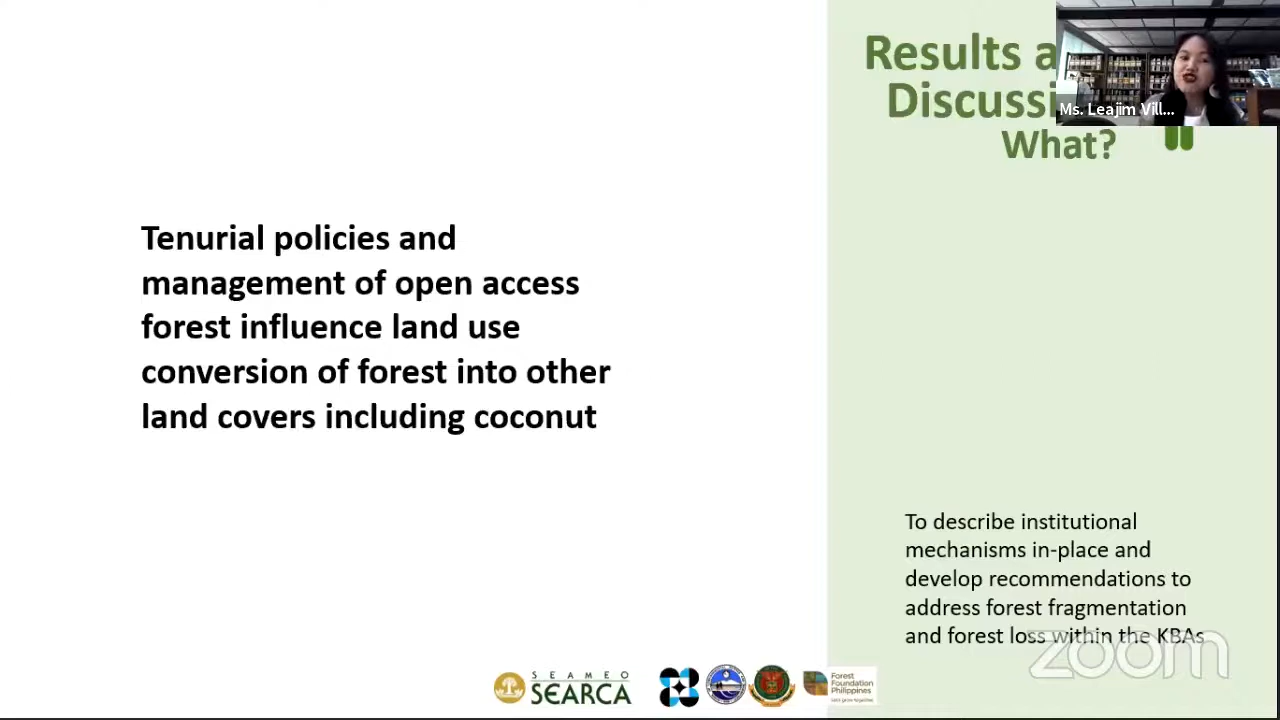 Results a
Discussi
What?
Ms. Leajim Vill...
Tenurial policies and
management of open access
forest influence land use
conversion of forest into other
land covers including coconut
To describe institutional
mechanisms in-place and
develop recommendations to
address forest fragmentation
and forest loss within the KBAs
zoom
SEAMEO
SEARCA
Forest
Foundation
Philippines